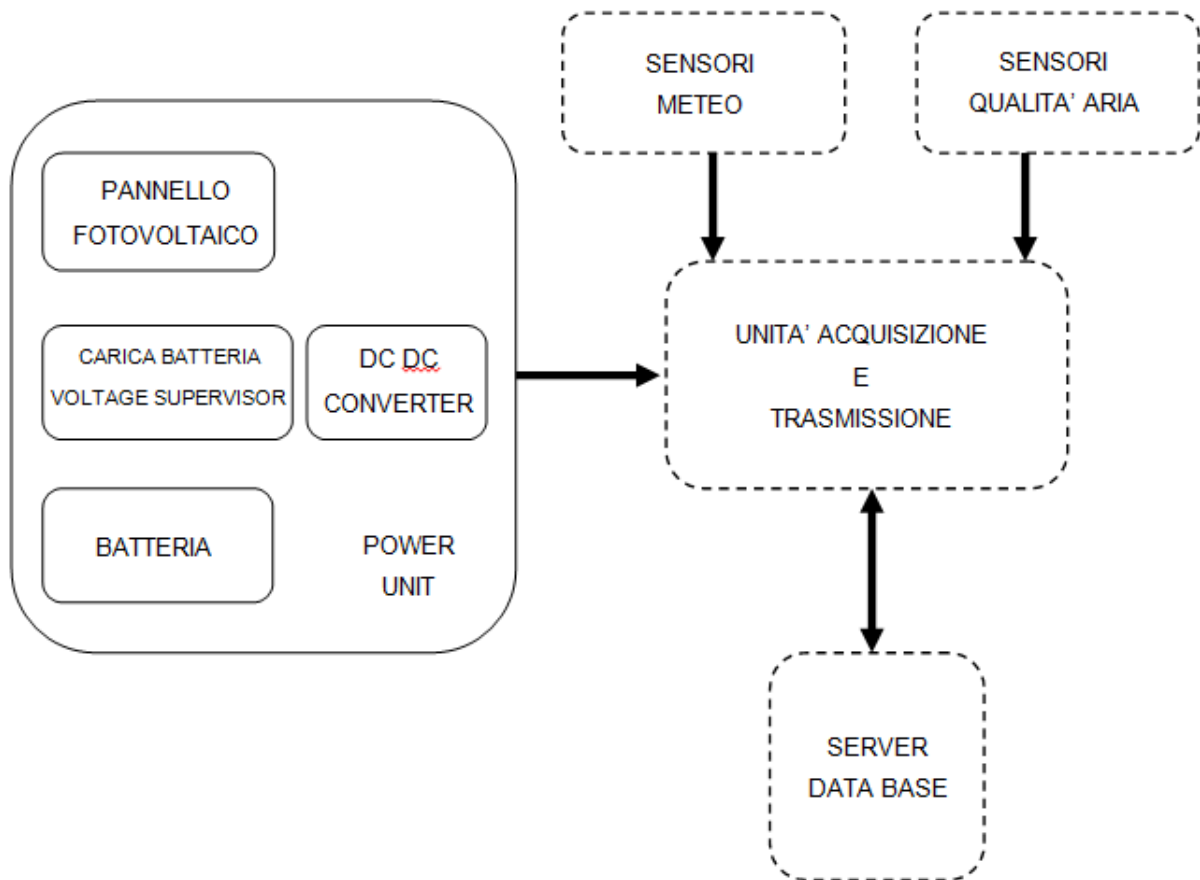 SENSORI
METEO
SENSORI
QUALITA' ARIA
PANNELLO
FOTOVOLTAICO
CARICA BATTERIA
VOLTAGE SUPERVISOR
DC DC
CONVERTER
UNITA' ACQUISIZIONE
E
TRASMISSIONE
BATTERIA
POWER
UNIT
SERVER
DATA BASE